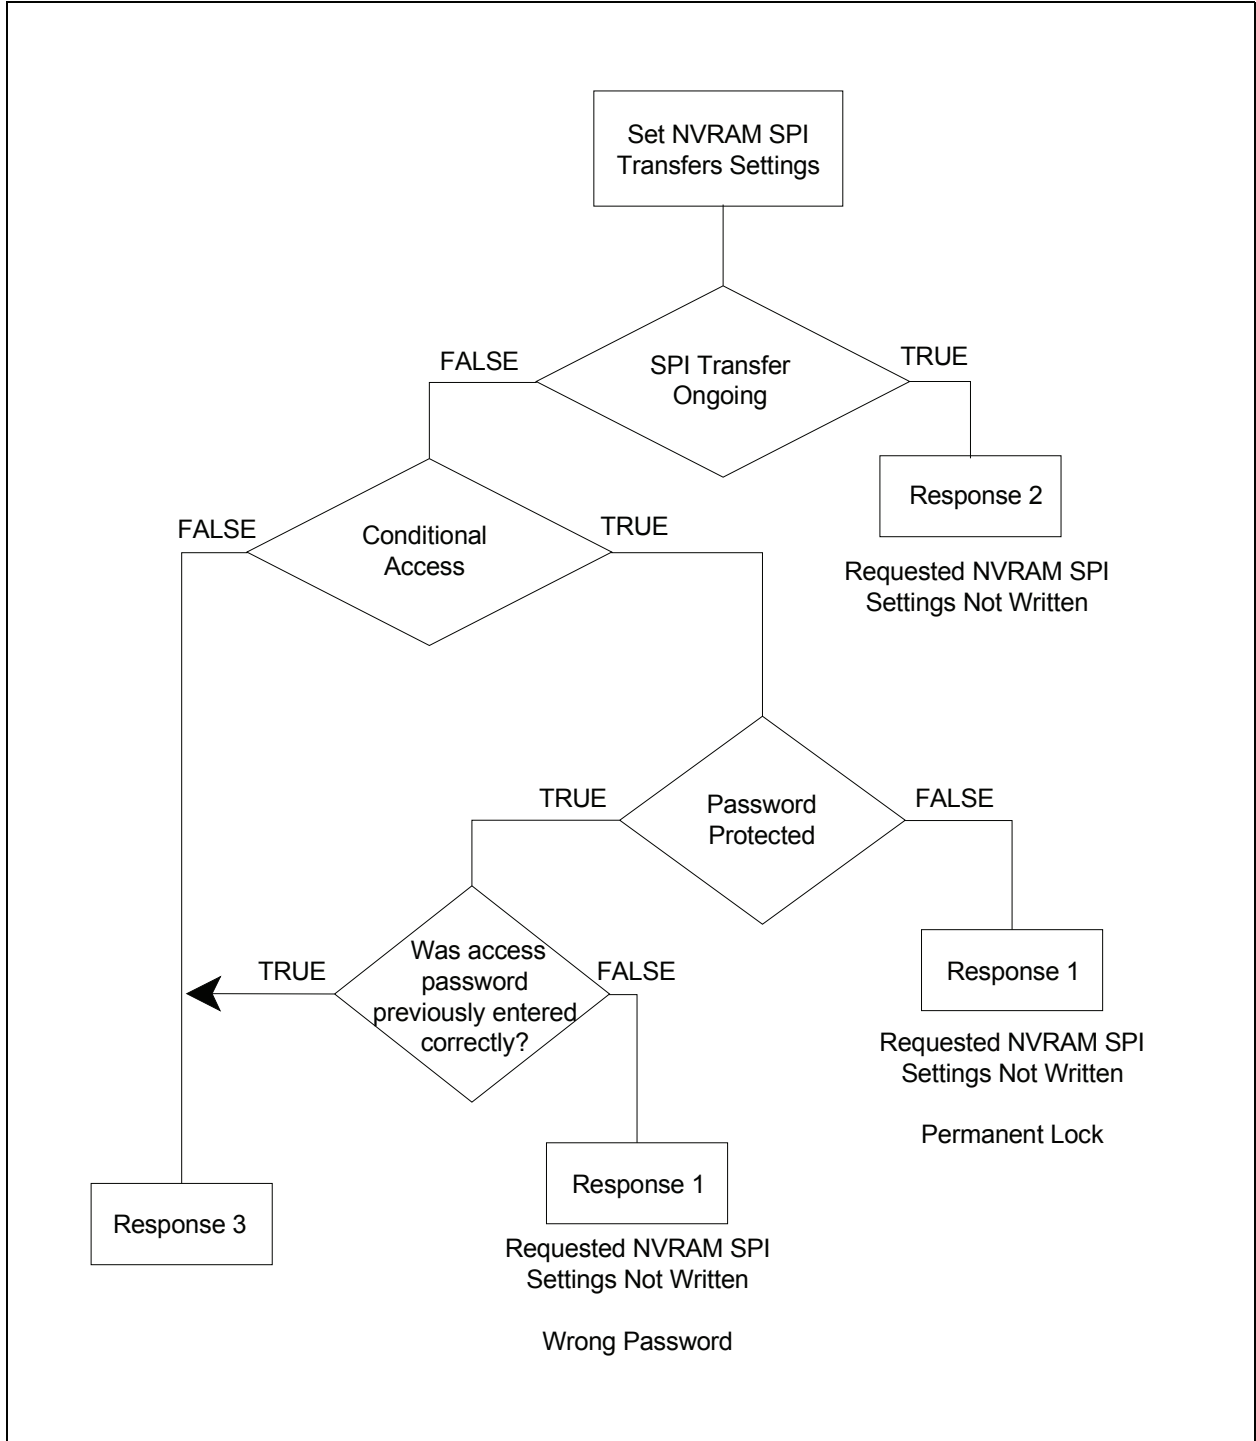 Set NVRAM SPI
Transfers Settings
FALSE
TRUE
SPI Transfer
Ongoing
Response 2
FALSE
TRUE
Conditional
Access
Requested NVRAM SPI
Settings Not Written
TRUE
FALSE
Password
Protected
TRUE
FALSE
Was access
password
previously entered
correctly?
Response 1
Requested NVRAM SPI
Settings Not Written
Permanent Lock
Response 1
Response 3
Requested NVRAM SPI
Settings Not Written
Wrong Password